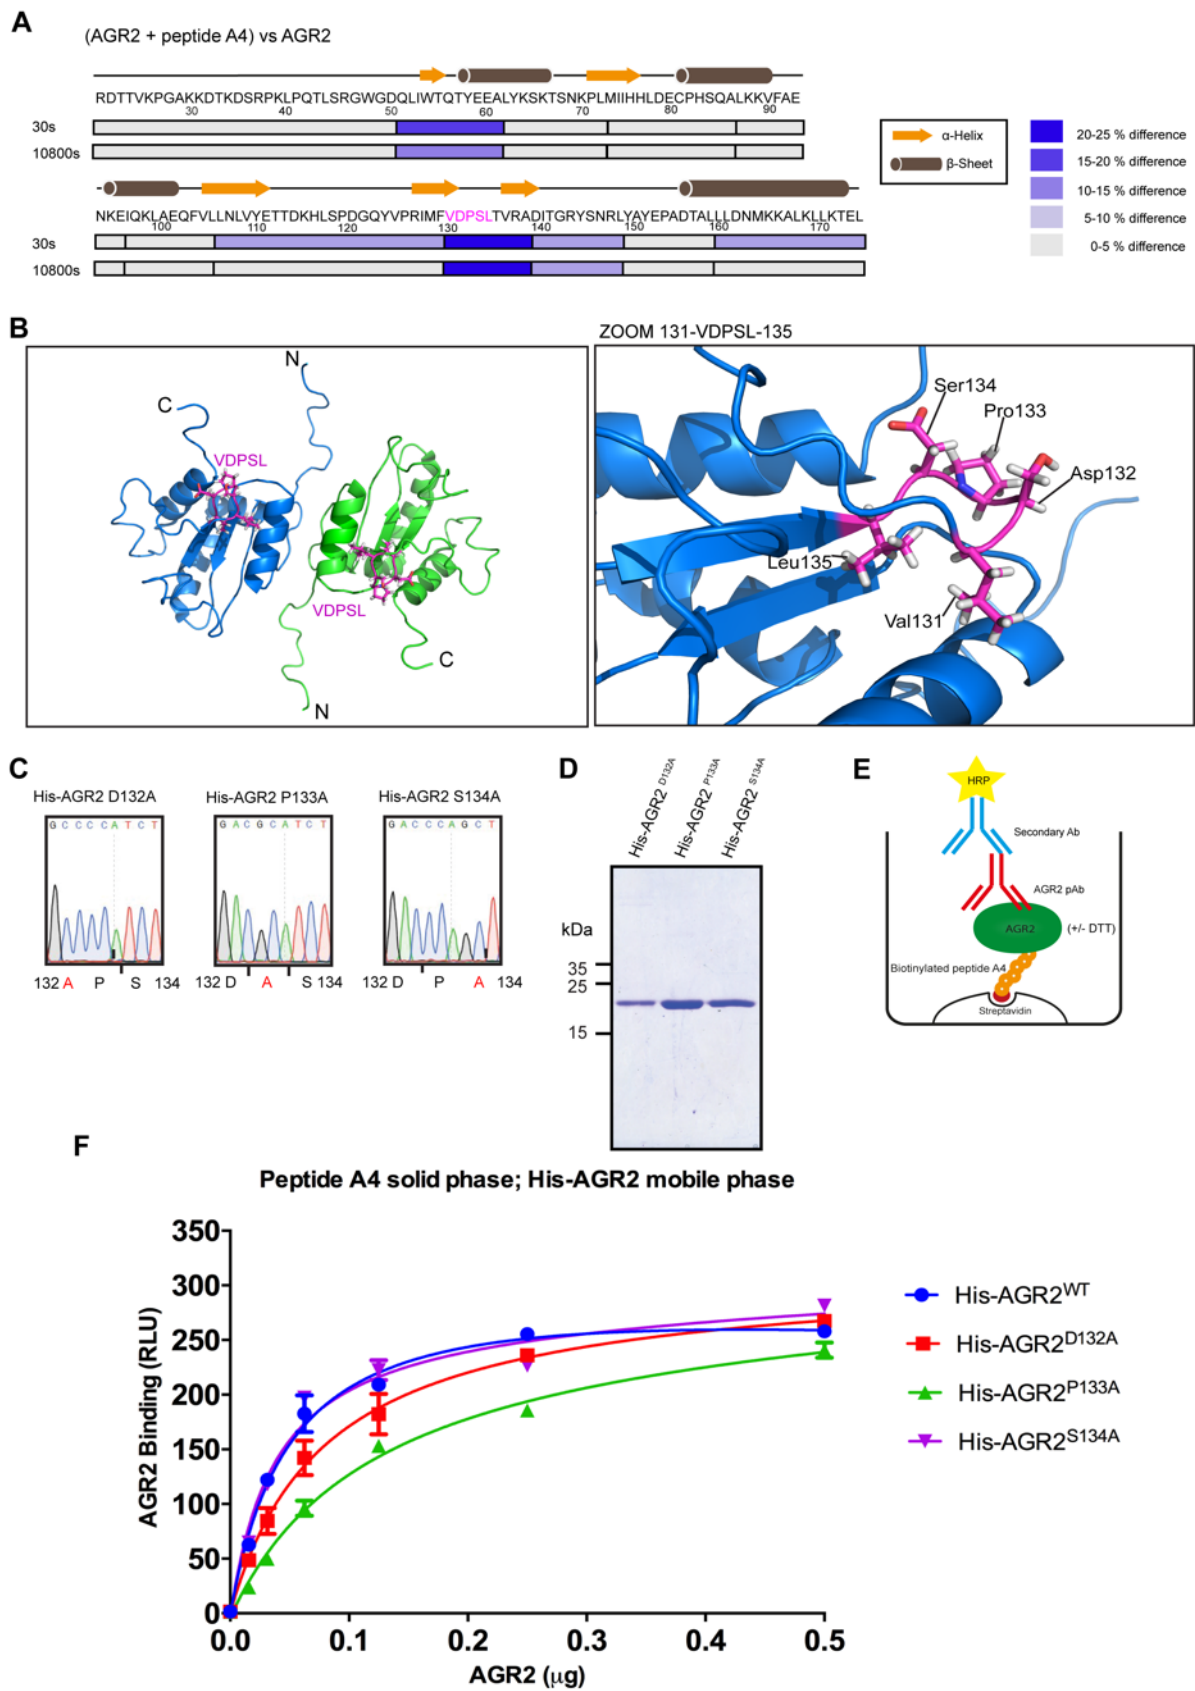 A
(AGR2 + peptide A4) vs AGR2
RDTTVKPGAKKDTKDSRPKLPQTLSRGWGDQLIWTQTYEEALYKSKTSNKPLMIIHHLDECPHSQALKKVFAE
30 40 50 60 70 80 90
30s
10800s
α-Helix
β-Sheet
20-25 % difference
15-20 % difference
10-15 % difference
5-10 % difference
0-5 % difference
NKEIQKLAEQFVLLNLVYETTDKHLSPDGQYVPRIMFVDPSLTVRADITGRYSNRLYAYEPADTALLLDNMKKALKLLKTEL
100 110 120 130 140 150 160 170
30s
10800s
B
ZOOM 131-VDPSL-135
N
C
VDPSL
VDPSL
C
N
Ser134
Pro133
Asp132
Leu135
Val131
C
His-AGR2 D132A
His-AGR2 P133A
His-AGR2 S134A
G C C C C A T C T
G A C G C A T C T
G A C C C A G C T
132 A P S 134
132 D A S 134
132 D P A 134
D
His-AGR2 D132A
His-AGR2 P133A
His-AGR2 S134A
kDa
35
25
15
E
HRP
Secondary Ab
AGR2 pAb
AGR2
(+/- DTT)
Biotinylated peptide A4
Streptavidin
F
Peptide A4 solid phase; His-AGR2 mobile phase
AGR2 Binding (RLU)
350
300
250
200
150
100
50
0
0.0 0.1 0.2 0.3 0.4 0.5
AGR2 (μg)
His-AGR2WT
His-AGR2D132A
His-AGR2P133A
His-AGR2S134A